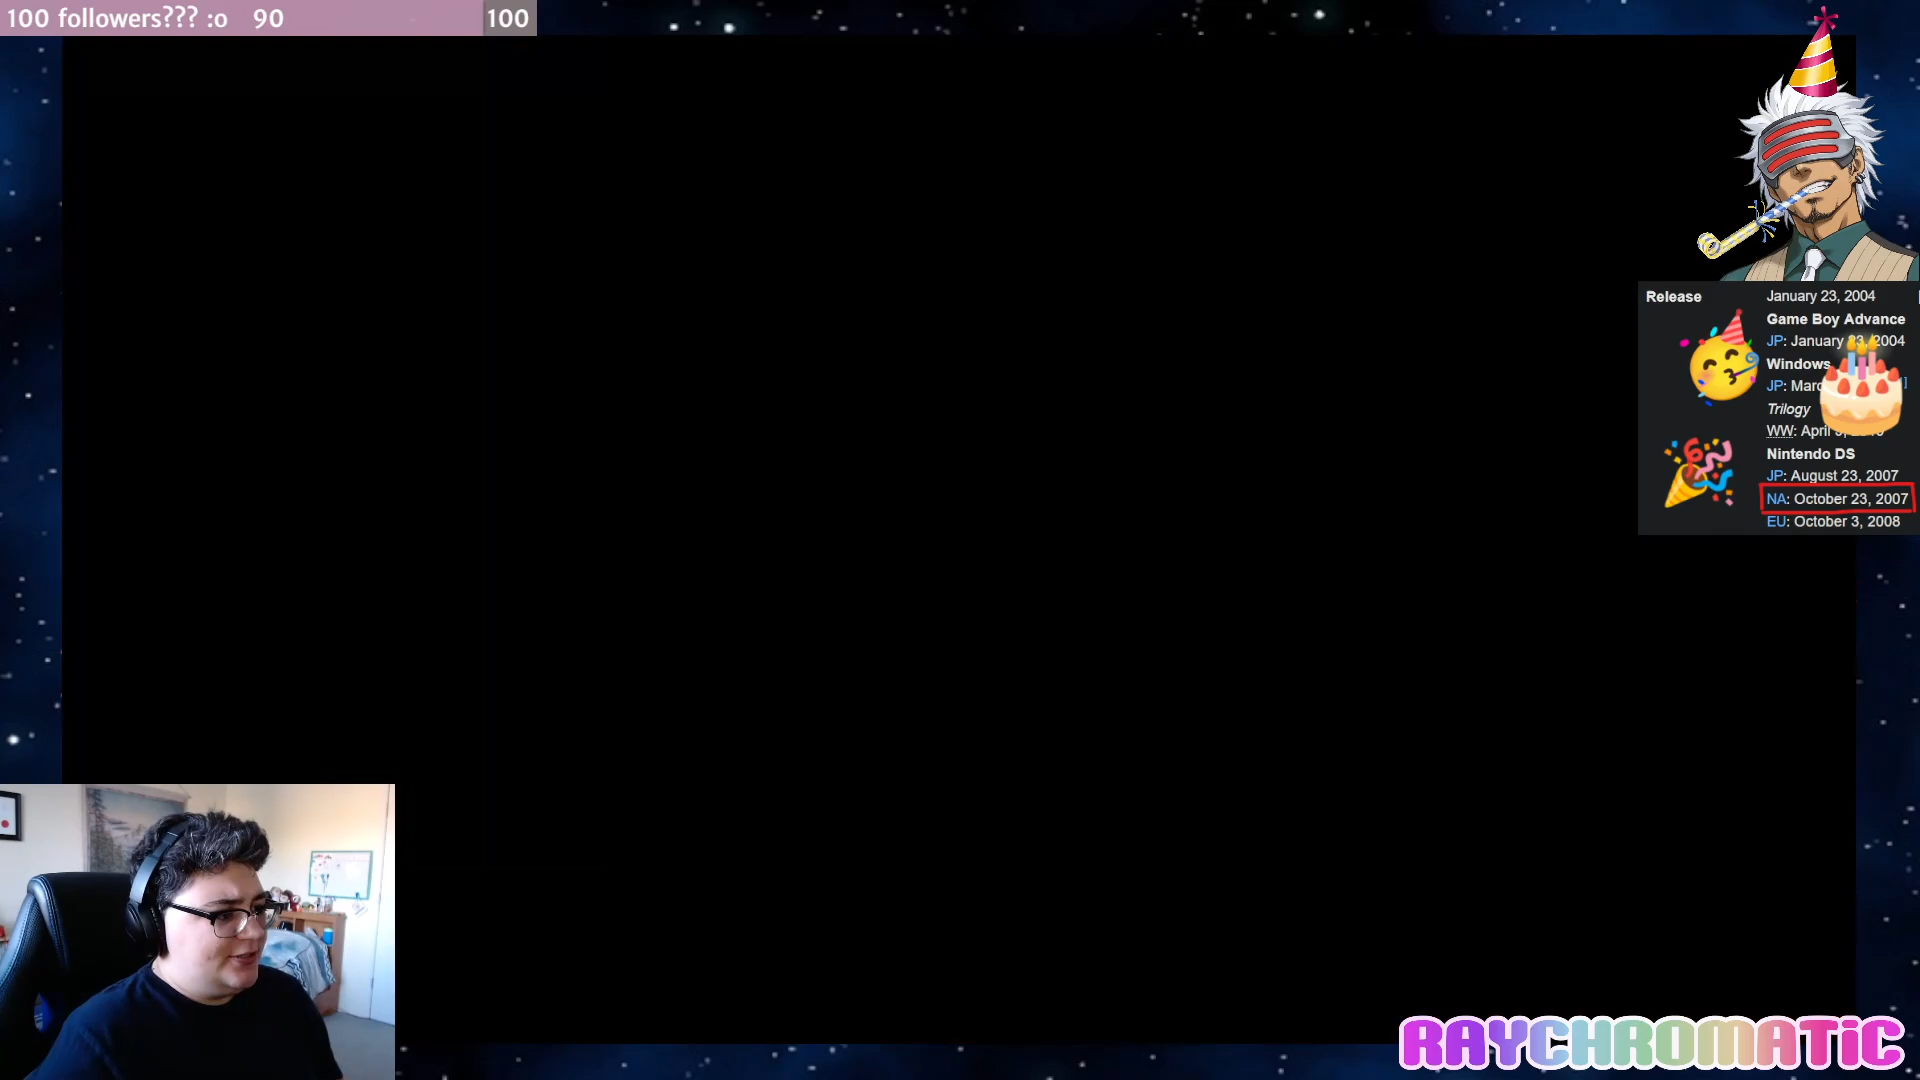 100 followers??? :o 90 100
Release January 23, 2004
Game Boy Advance
JP: January 23, 2004
Windows
JP:
Trilogy
WW: April
Nintendo DS
JP: August 23, 2007
NA: October 23, 2007
EU: October 3, 2008
RAYCHROMATiC